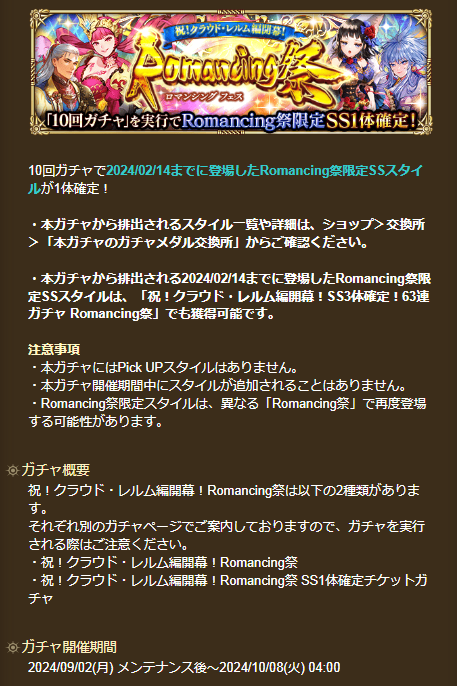 祝!クラウド・レルム編開幕!
Romancing祭
ロマンシング フェス
「10回ガチャ」を実行でRomancing祭限定SS1体確定!
10回ガチャで2024/02/14までに登場したRomancing祭限定SSスタイ
ルが1体確定!
・本ガチャから排出されるスタイル一覧や詳細は、ショップ＞交換所
＞「本ガチャのガチャメダル交換所」からご確認ください。
・本ガチャから排出される2024/02/14までに登場したRomancing祭限
定SSスタイルは、「祝！クラウド・レルム編開幕！SS3体確定！63連
ガチャ Romancing祭」でも獲得可能です。
注意事項
・本ガチャにはPick UPスタイルはありません。
・本ガチャ開催期間中にスタイルが追加されることはありません。
・Romancing祭限定スタイルは、異なる「Romancing祭」で再度登場
する可能性があります。
ガチャ概要
祝！クラウド・レルム編開幕！Romancing祭は以下の2種類がありま
す。
それぞれ別のガチャページでご案内しておりますので、ガチャを実行
される際はご注意ください。
・祝！クラウド・レルム編開幕！Romancing祭
・祝！クラウド・レルム編開幕！Romancing祭 SS1体確定チケットガ
チャ
ガチャ開催期間
2024/09/02(月) メンテナンス後～2024/10/08(火) 04:00